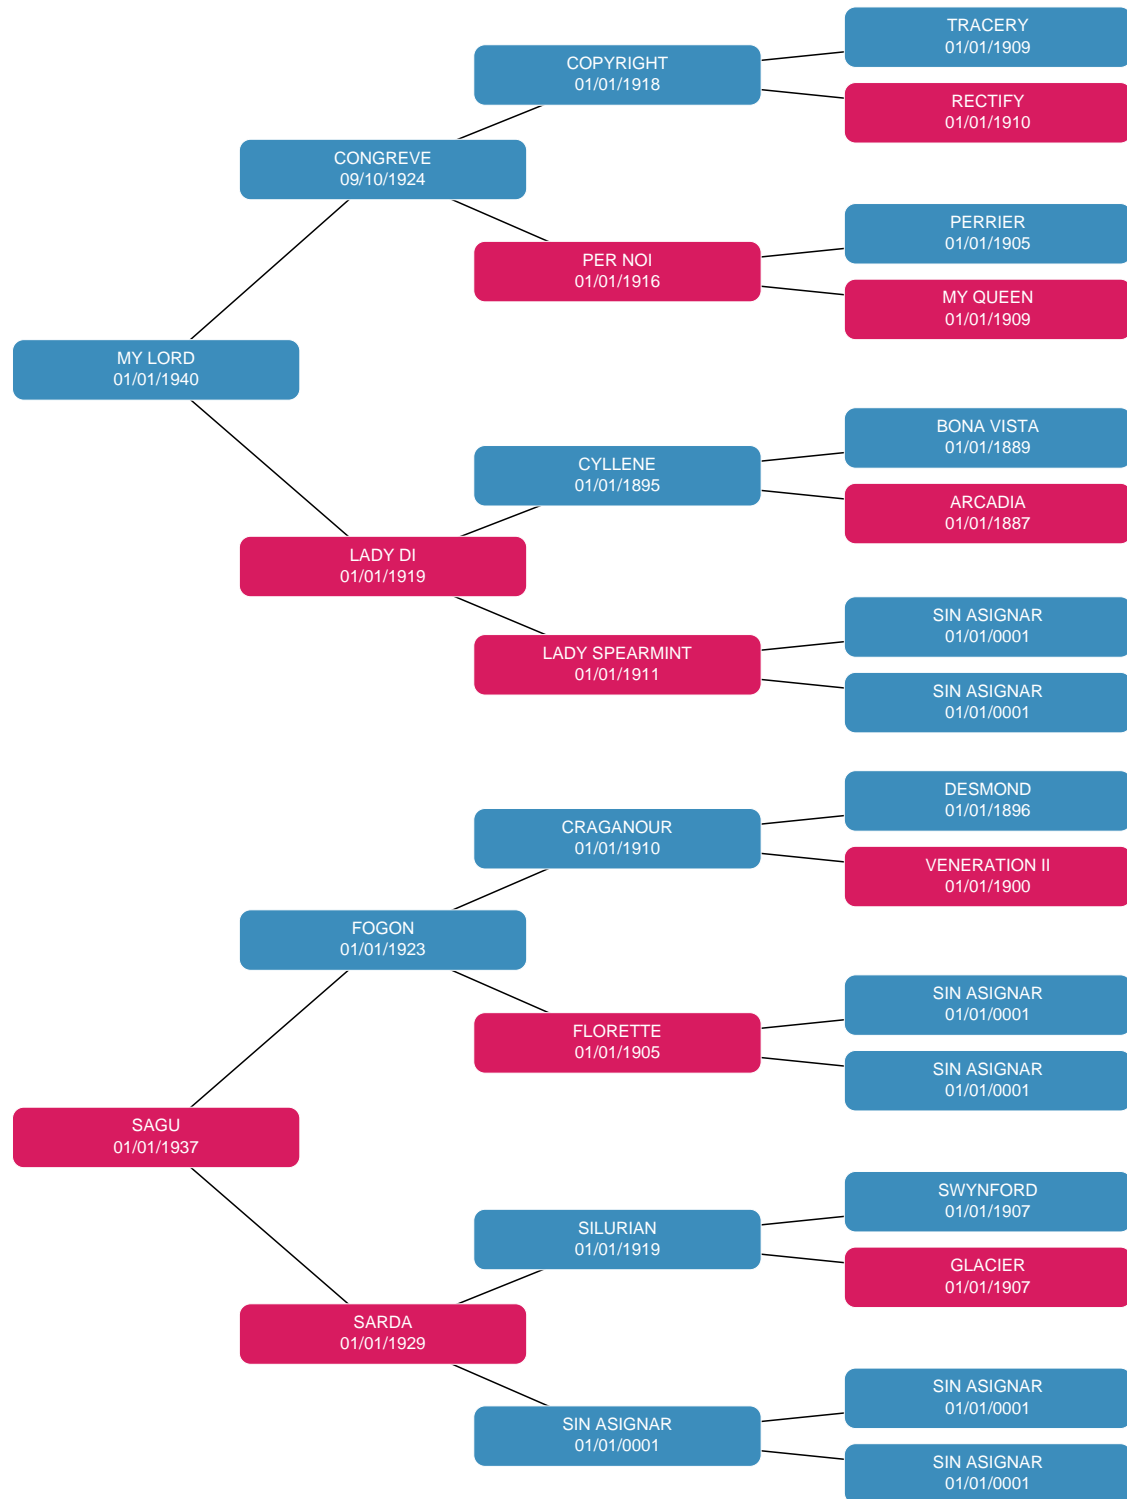 TRACERY
01/01/1909
COPYRIGHT
01/01/1918
RECTIFY
01/01/1910
CONGREVE
09/10/1924
PERRIER
01/01/1905
PER NOI
01/01/1916
MY QUEEN
01/01/1909
MY LORD
01/01/1940
BONA VISTA
01/01/1889
CYLLENE
01/01/1895
ARCADIA
01/01/1887
LADY DI
01/01/1919
SIN ASIGNAR
01/01/0001
LADY SPEARMINT
01/01/1911
SIN ASIGNAR
01/01/0001
DESMOND
01/01/1896
CRAGANOUR
01/01/1910
VENERATION II
01/01/1900
FOGON
01/01/1923
SIN ASIGNAR
01/01/0001
FLORETTE
01/01/1905
SIN ASIGNAR
01/01/0001
SAGU
01/01/1937
SWYNFORD
01/01/1907
SILURIAN
01/01/1919
GLACIER
01/01/1907
SARDA
01/01/1929
SIN ASIGNAR
01/01/0001
SIN ASIGNAR
01/01/0001
SIN ASIGNAR
01/01/0001